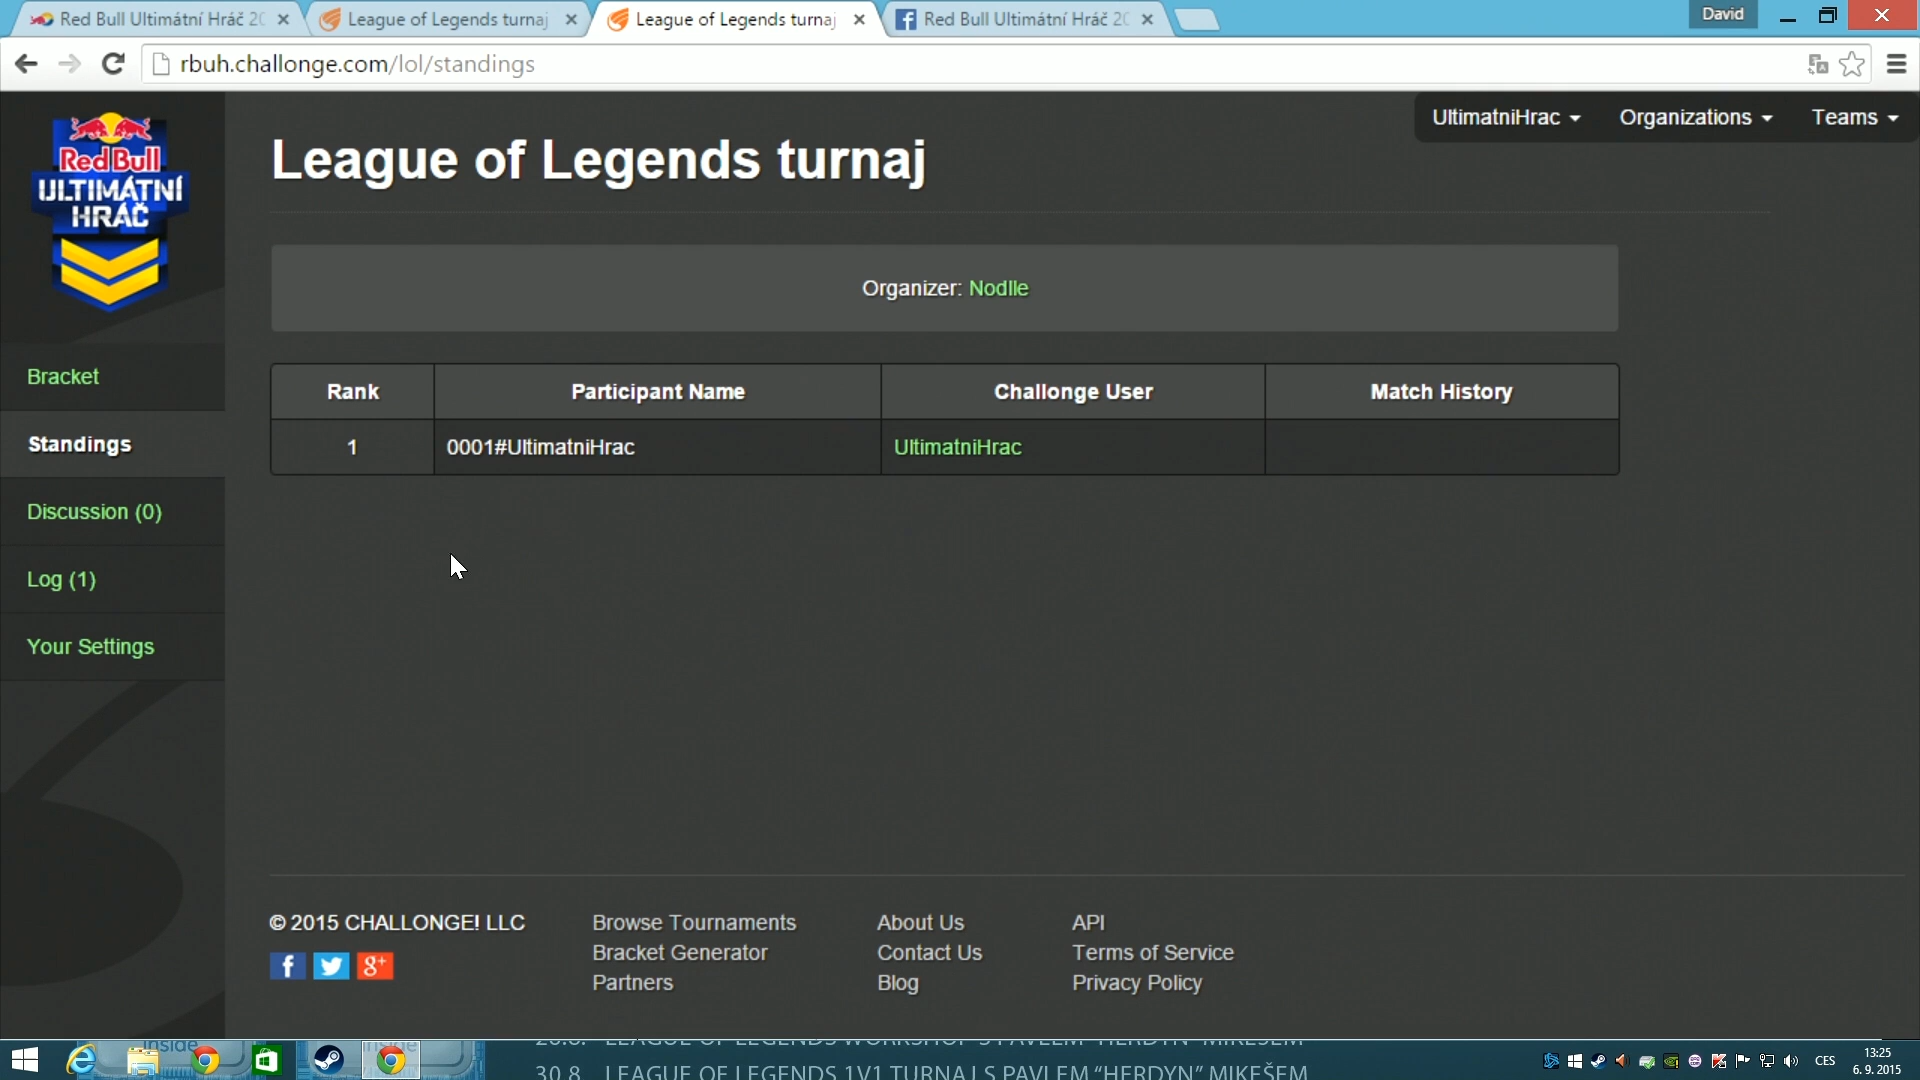 Red Bull Ultimátní Hráč 20
League of Legends turnaj
League of Legends turnaj
Red Bull Ultimátní Hráč 20
David
rbuh.challonge.com/lol/standings
UltimatniHrac
Organizations
Teams
Red Bull
ULTIMÁTNÍ
HRÁČ
League of Legends turnaj
Organizer: Nodlle
Bracket
Standings
Discussion (0)
Log (1)
Your Settings
Rank Participant Name Challonge User Match History
1 0001#UltimatniHrac UltimatniHrac
© 2015 CHALLONGE! LLC
Browse Tournaments
Bracket Generator
Partners
About Us
Contact Us
Blog
API
Terms of Service
Privacy Policy
30.8. LEAGUE OF LEGENDS 1V1 TURNAJ S PAVLEM “HERDYN” MIKEŠEM
CES
13:25
6. 9. 2015